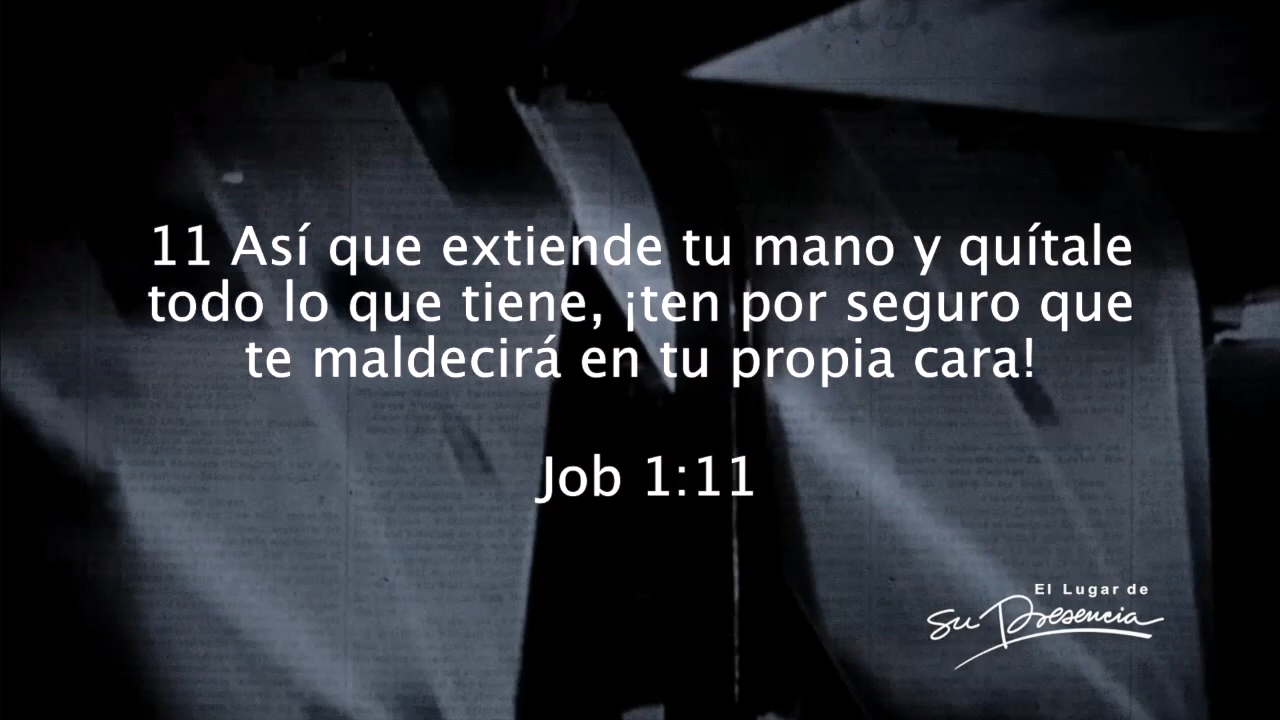 11 Así que extiende tu mano y quítale
todo lo que tiene, ¡ten por seguro que
te maldecirá en tu propia cara!
Job 1:11
El Lugar de
Su Presencia